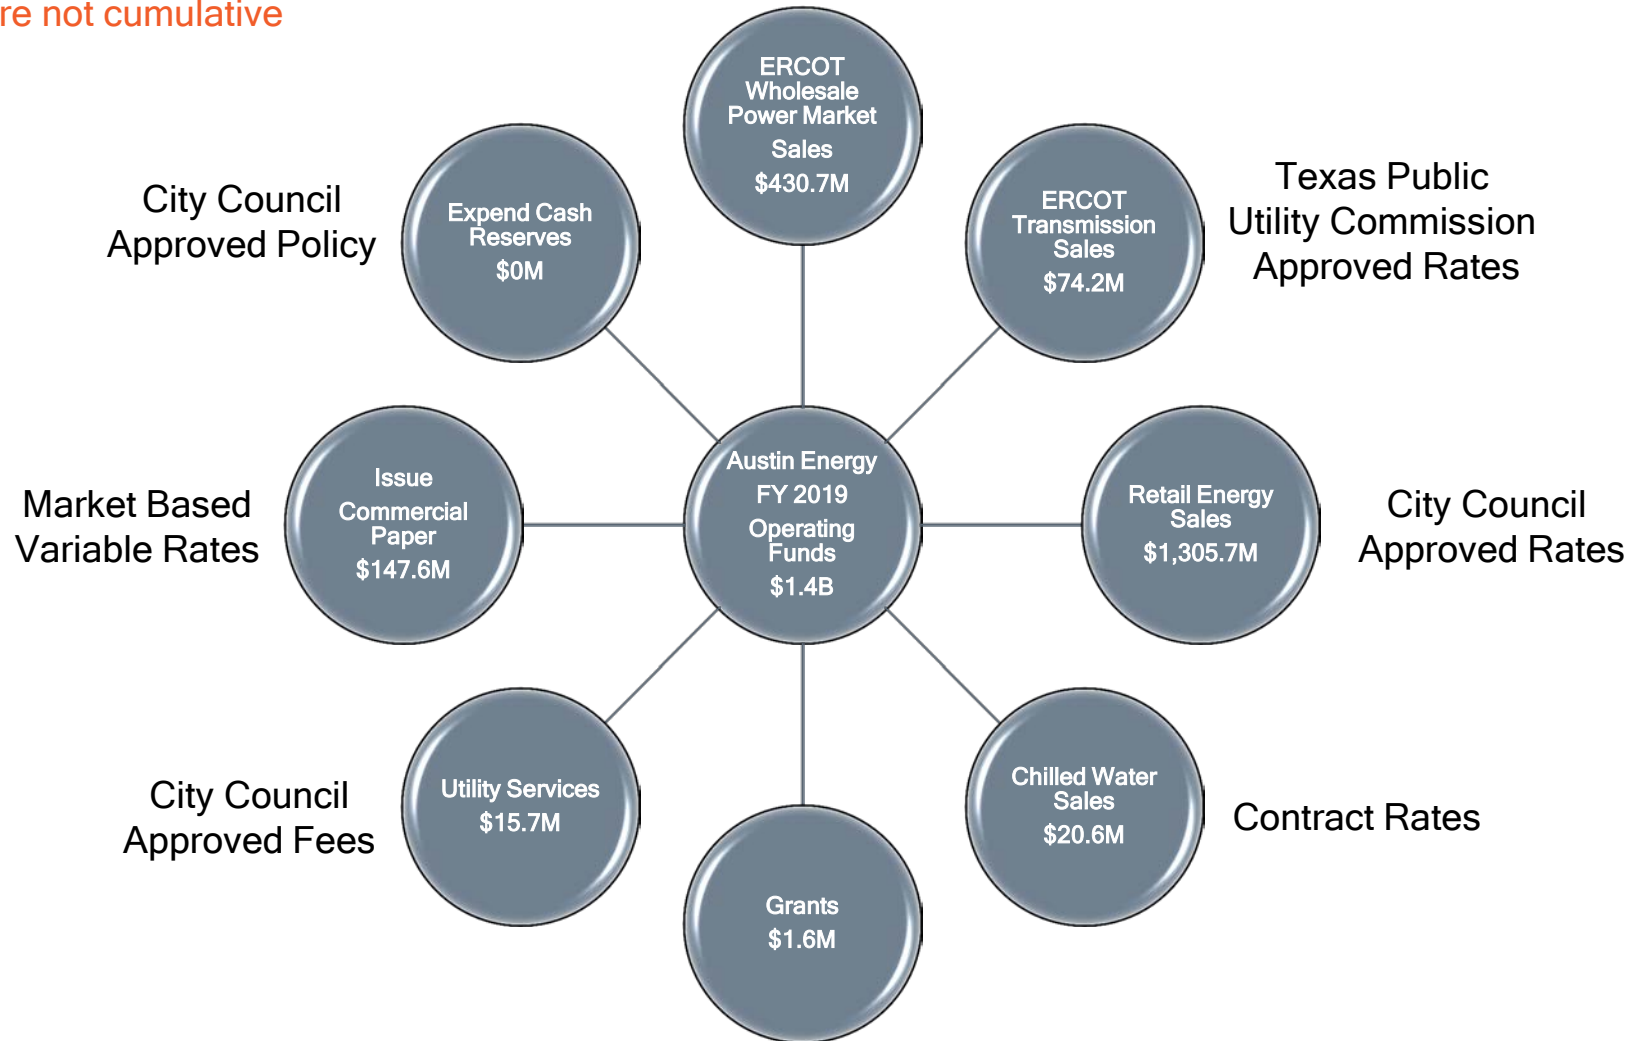 re not cumulative
ERCOT
Wholesale
Power Market
Sales
$430.7M
City Council
Approved Policy
Expend Cash
Reserves
$0M
ERCOT
Transmission
Sales
$74.2M
Texas Public
Utility Commission
Approved Rates
Market Based
Variable Rates
Issue
Commercial
Paper
$147.6M
Austin Energy
FY 2019
Operating
Funds
$1.4B
Retail Energy
Sales
$1,305.7M
City Council
Approved Rates
City Council
Approved Fees
Utility Services
$15.7M
Grants
$1.6M
Chilled Water
Sales
$20.6M
Contract Rates